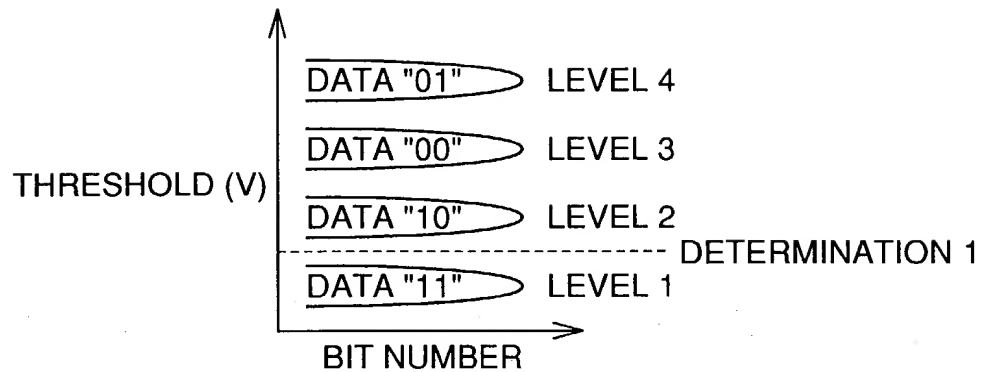 DATA "01" LEVEL 4
DATA "00" LEVEL 3
THRESHOLD (V)
DATA "10" LEVEL 2
DETERMINATION 1
DATA "11" LEVEL 1
BIT NUMBER